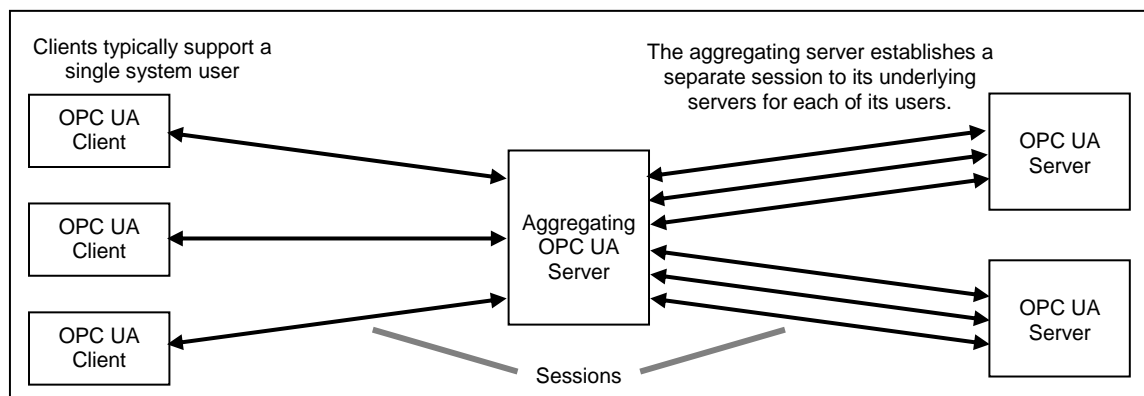 Clients typically support a
single system user
The aggregating server establishes a
separate session to its underlying
servers for each of its users.
OPC UA
Client
OPC UA
Server
OPC UA
Client
Aggregating
OPC UA
Server
OPC UA
Server
OPC UA
Client
Sessions